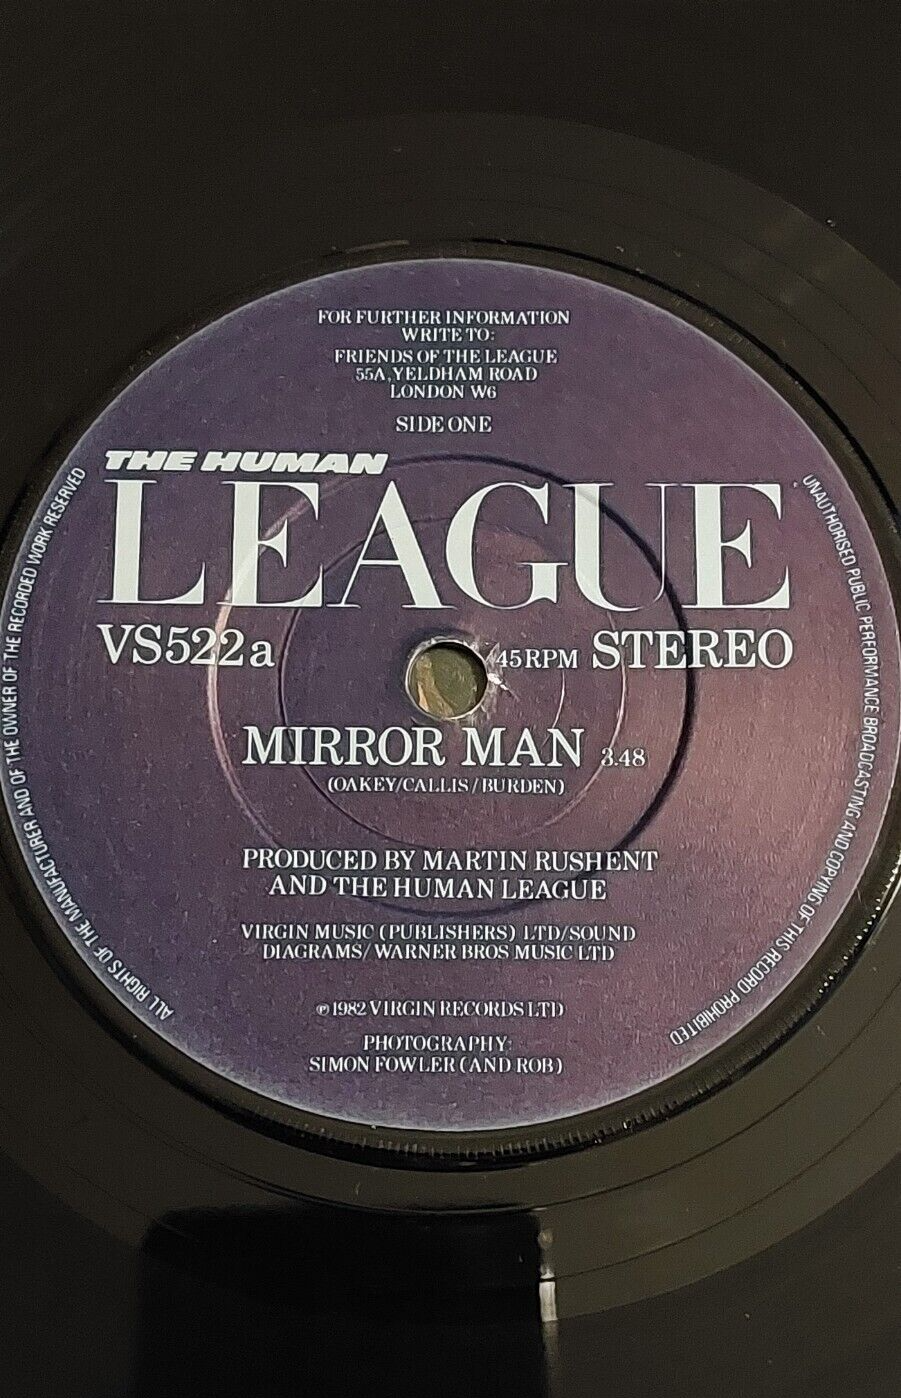 FOR FURTHER INFORMATION
WRITE TO:
FRIENDS OF THE LEAGUE
55A, YELDHAM ROAD
LONDON W6
SIDE ONE
THE HUMAN
LEAGUE
VS522a 45RPM STEREO
MIRROR MAN 3.48
(OAKEY/CALLIS/BURDEN)
PRODUCED BY MARTIN RUSHENT
AND THE HUMAN LEAGUE
VIRGIN MUSIC (PUBLISHERS) LTD/SOUND
DIAGRAMS/WARNER BROS MUSIC LTD
℗ 1982 VIRGIN RECORDS LTD
PHOTOGRAPHY:
SIMON FOWLER (AND ROB)
ALL RIGHTS OF THE MANUFACTURER AND OF THE OWNER OF THE RECORDED WORK RESERVED
UNAUTHORISED PUBLIC PERFORMANCE BROADCASTING AND COPYING OF THIS RECORD PROHIBITED